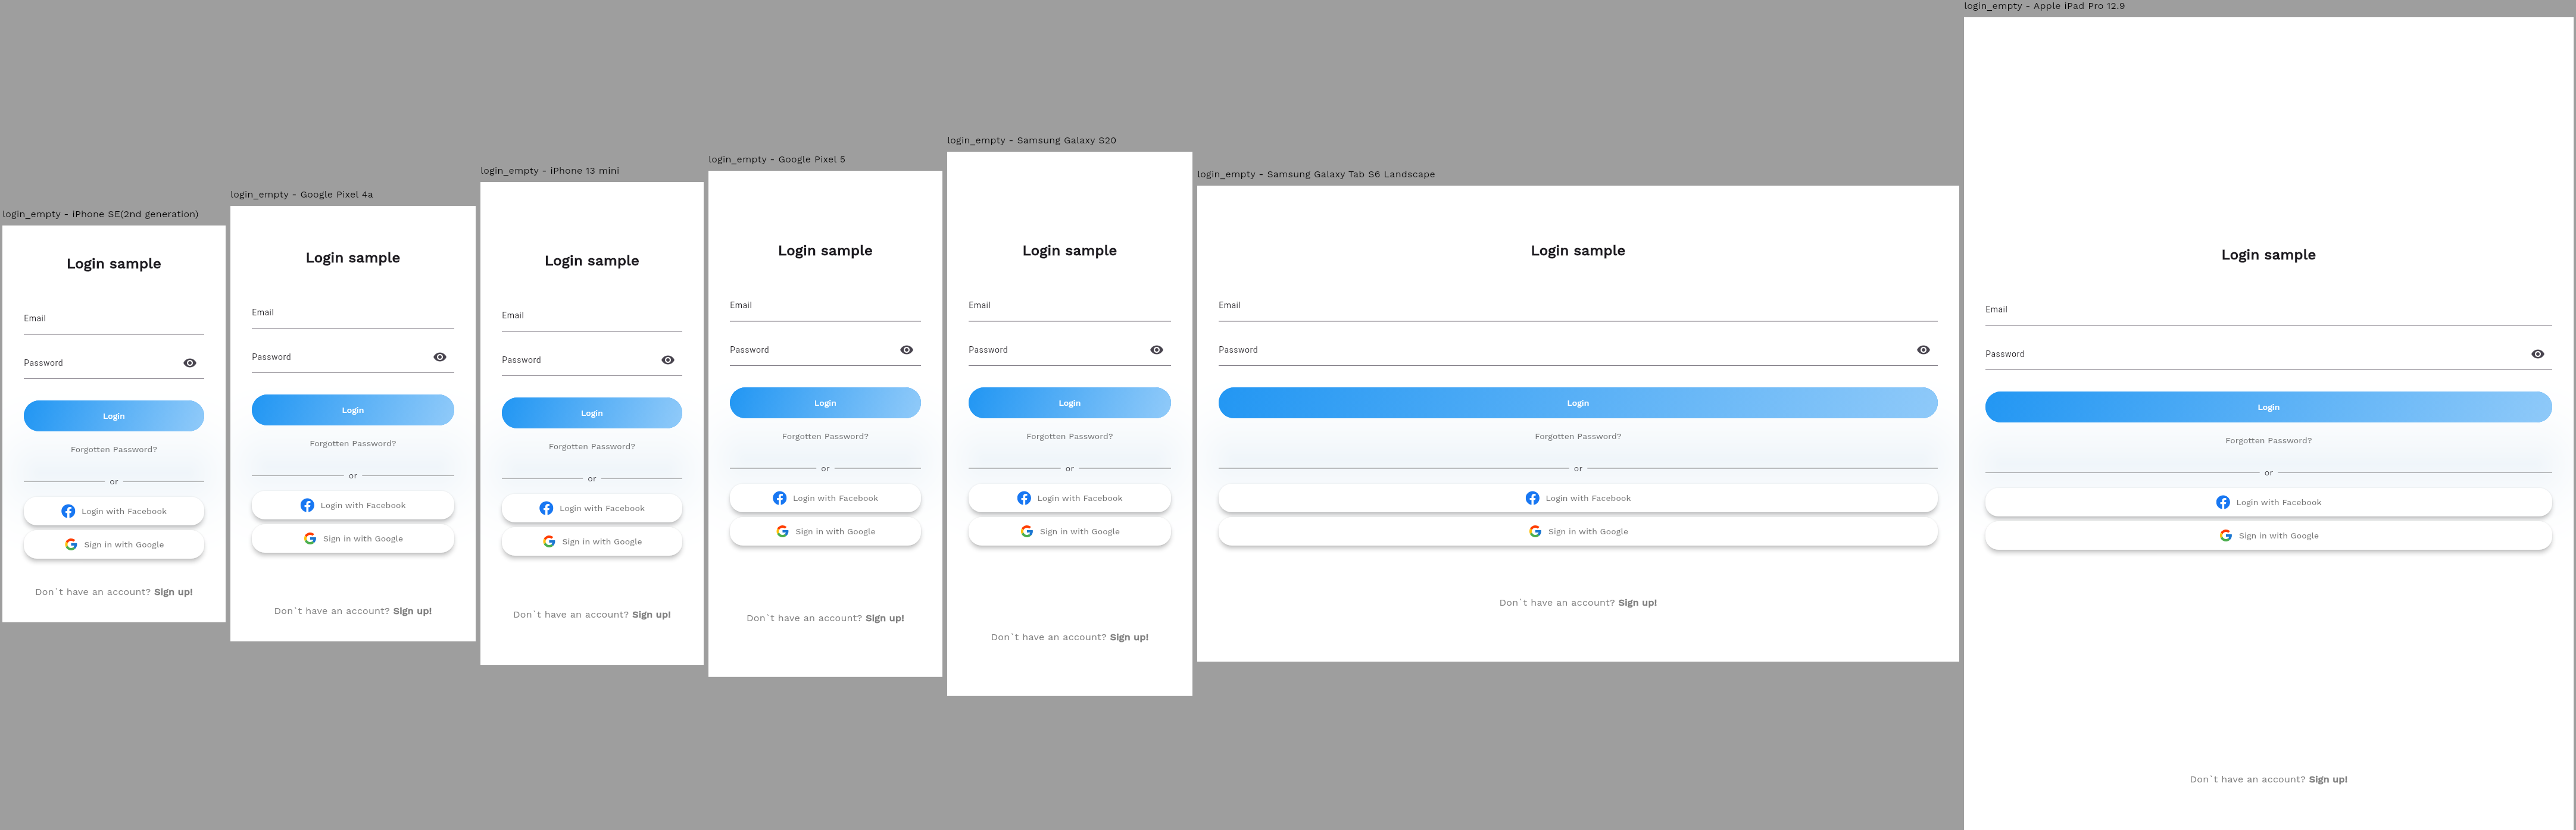 login_empty - iPhone SE(2nd generation)
Login sample
Email
Password
Login
Forgotten Password?
or
Login with Facebook
Sign in with Google
Don`t have an account? Sign up!
login_empty - Google Pixel 4a
Login sample
Email
Password
Login
Forgotten Password?
or
Login with Facebook
Sign in with Google
Don`t have an account? Sign up!
login_empty - iPhone 13 mini
Login sample
Email
Password
Login
Forgotten Password?
or
Login with Facebook
Sign in with Google
Don`t have an account? Sign up!
login_empty - Google Pixel 5
Login sample
Email
Password
Login
Forgotten Password?
or
Login with Facebook
Sign in with Google
Don`t have an account? Sign up!
login_empty - Samsung Galaxy S20
Login sample
Email
Password
Login
Forgotten Password?
or
Login with Facebook
Sign in with Google
Don`t have an account? Sign up!
login_empty - Samsung Galaxy Tab S6 Landscape
Login sample
Email
Password
Login
Forgotten Password?
or
Login with Facebook
Sign in with Google
Don`t have an account? Sign up!
login_empty - Apple iPad Pro 12.9
Login sample
Email
Password
Login
Forgotten Password?
or
Login with Facebook
Sign in with Google
Don`t have an account? Sign up!